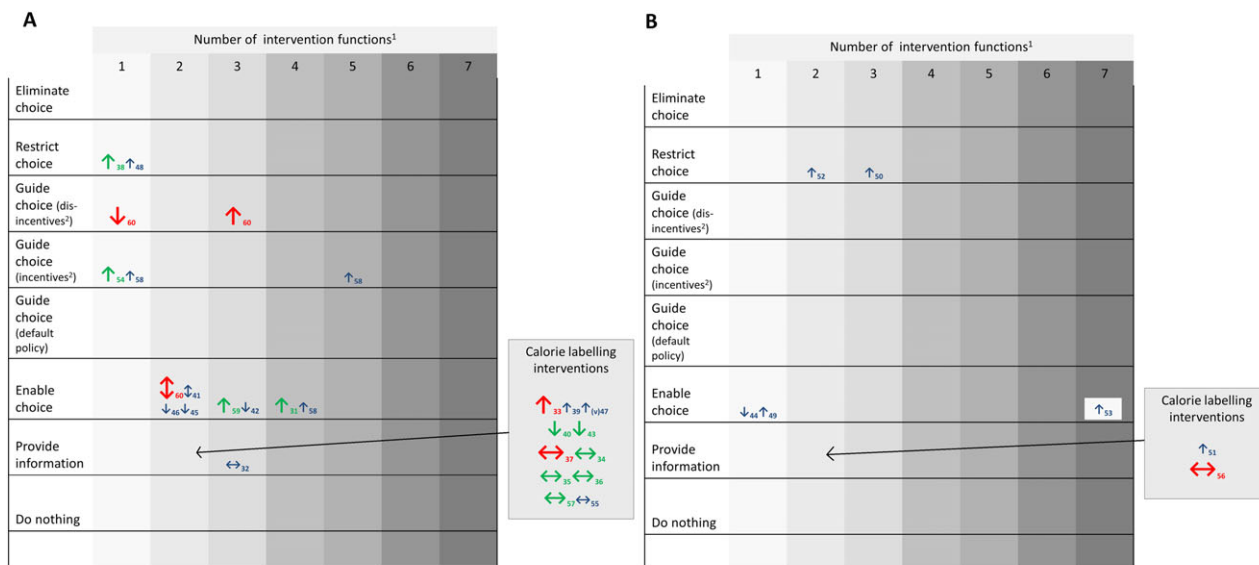 A
Number of intervention functions1
1 2 3 4 5 6 7
Eliminate
choice
Restrict
choice
38 48
Guide
choice (dis-
incentives2)
60 60
Guide
choice
(incentives2)
54 58 58
Guide
choice
(default
policy)
Enable
choice
60 41
46 45 59 42 31 58
Provide
information
32
Do nothing
Calorie labelling
interventions
33 39 (v)47
40 43
37 34
35 36
57 55
B
Number of intervention functions1
1 2 3 4 5 6 7
Eliminate
choice
Restrict
choice
52 50
Guide
choice (dis-
incentives2)
Guide
choice
(incentives2)
Guide
choice
(default
policy)
Enable
choice
44 49 53
Provide
information
Do nothing
Calorie labelling
interventions
51
56